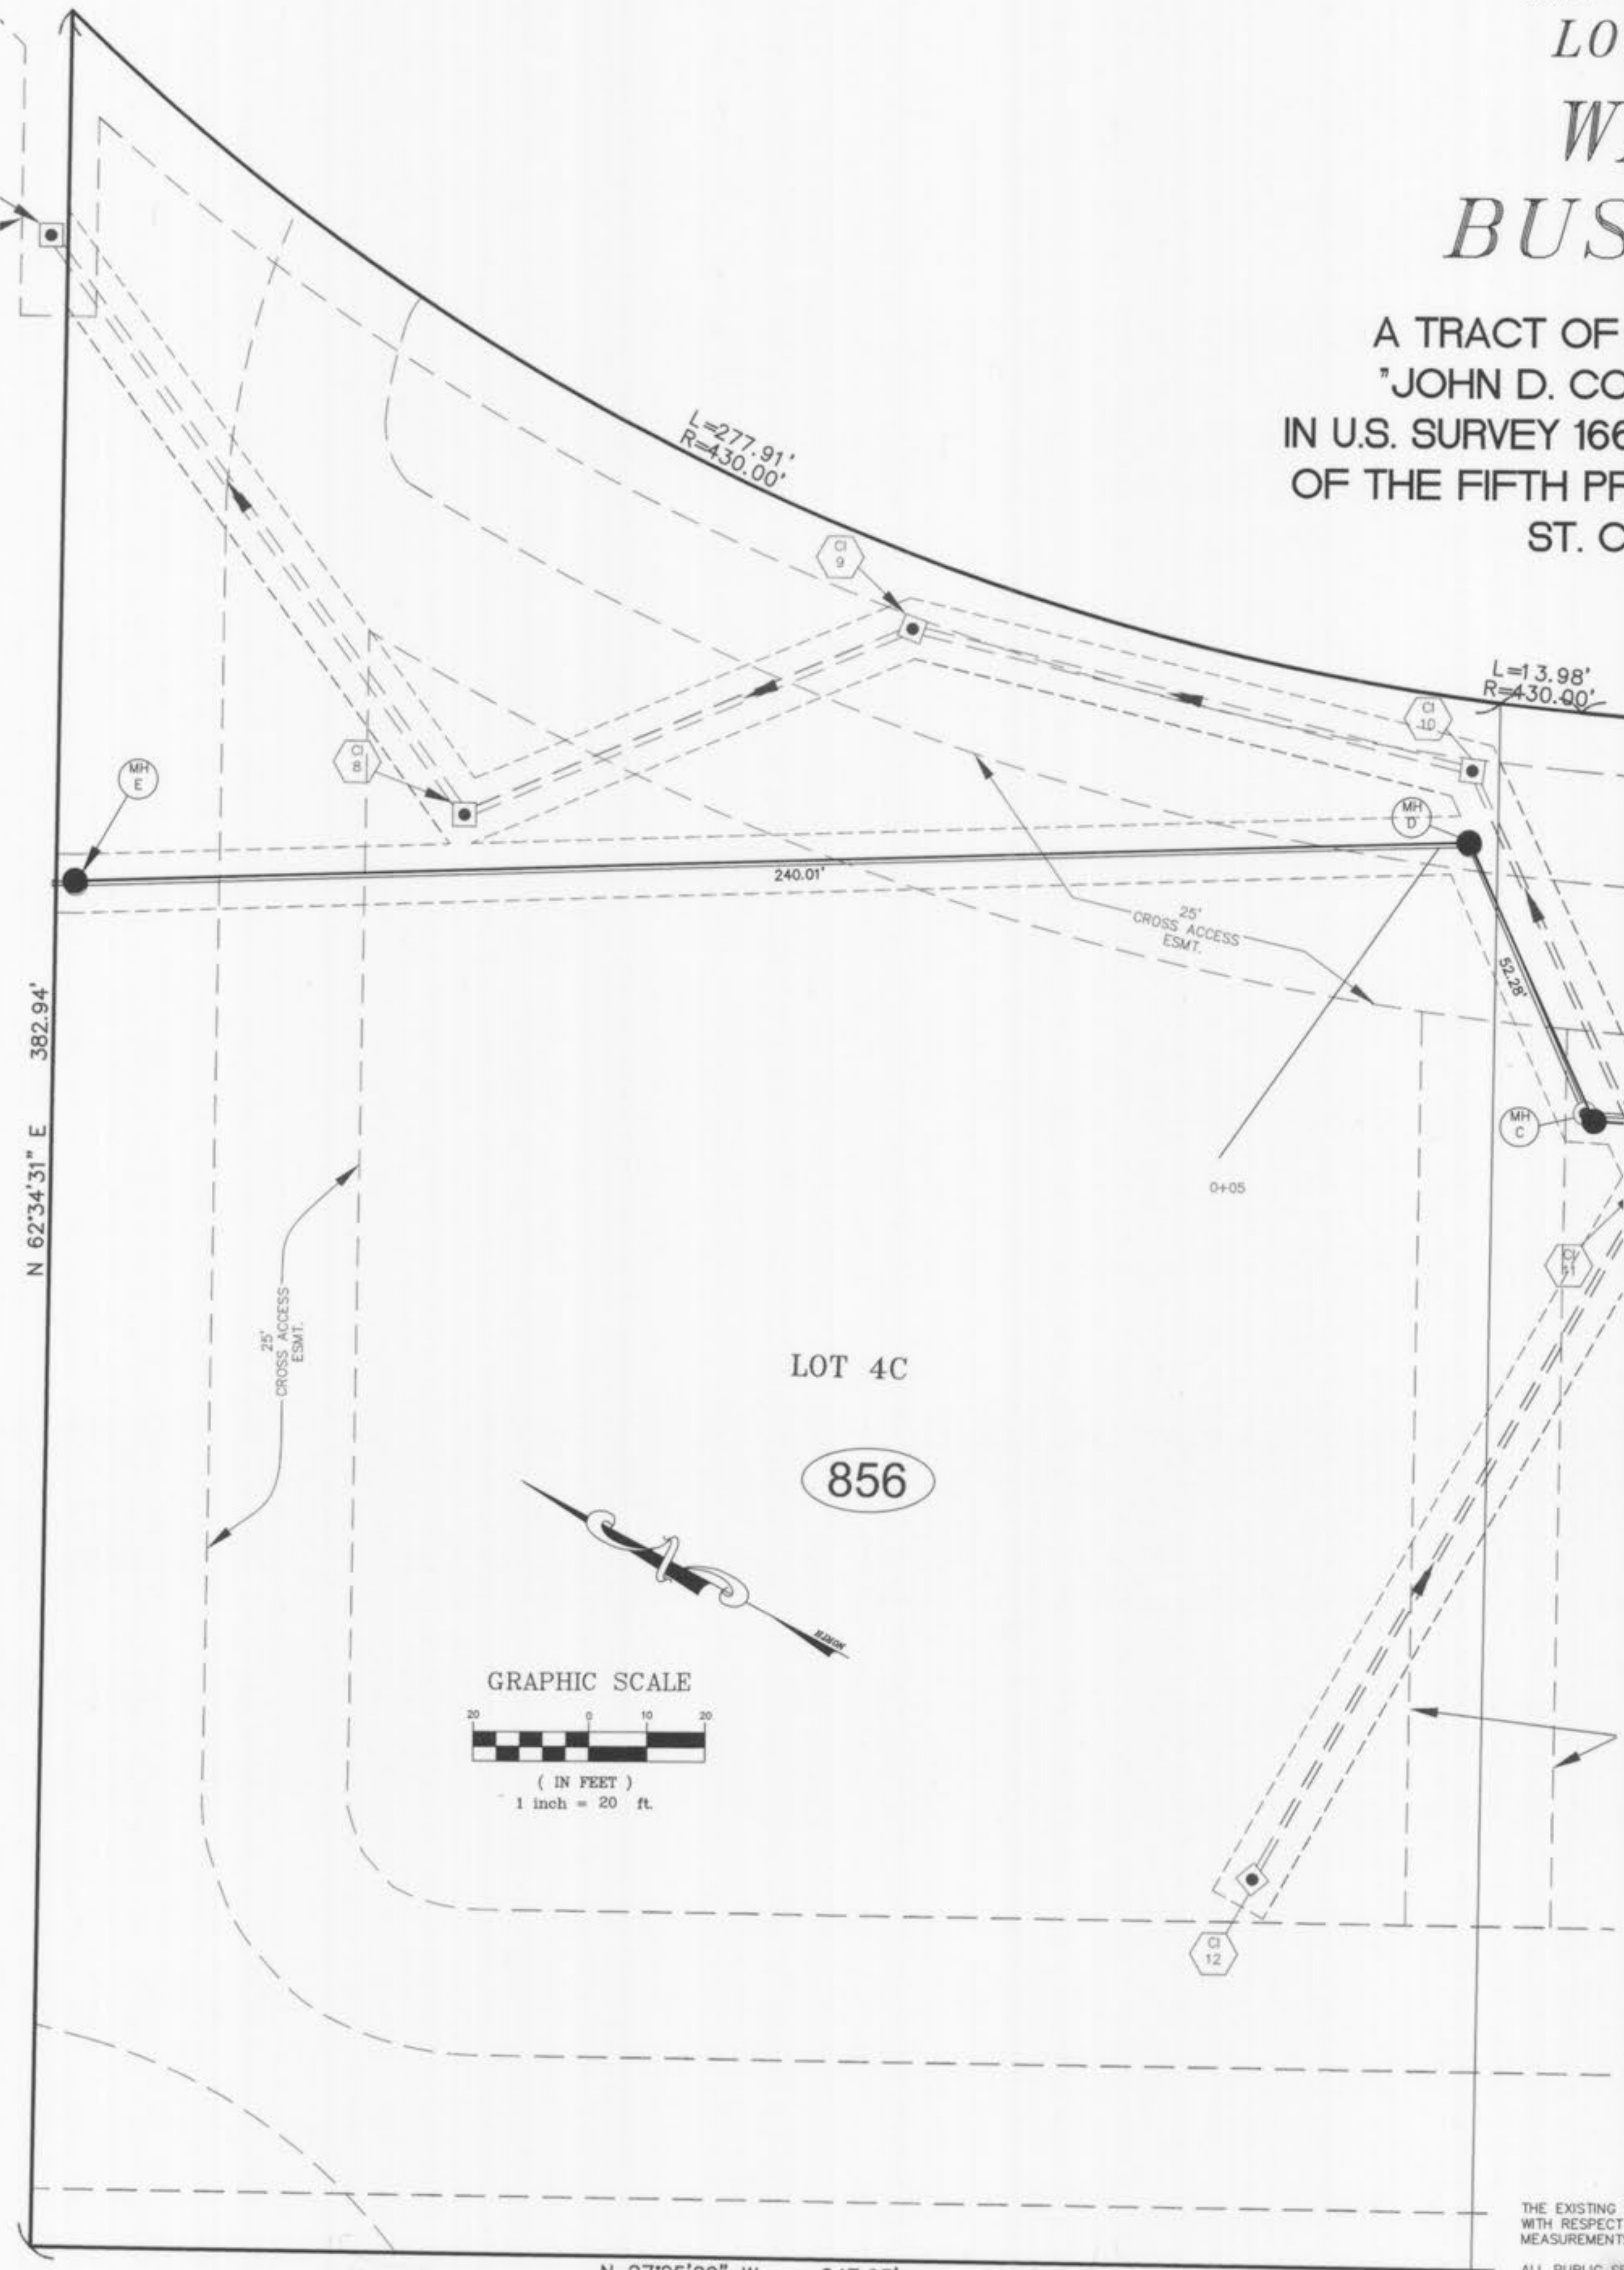 LO
BUS
A TRACT OF
"JOHN D. CO
IN U.S. SURVEY 166
OF THE FIFTH PR
ST. C
L=277.91'
R=430.00'
CI
9
L=13.98'
R=430.00'
CI
10
CI
8
MH
E
MH
D
240.01'
25'
CROSS ACCESS
ESMT.
52.28'
MH
C
N 62°34'31" E 382.94'
0+05
CI
11
25'
CROSS ACCESS
ESMT.
LOT 4C
856
NORTH
GRAPHIC SCALE
20 0 10 20
( IN FEET )
1 inch = 20 ft.
CI
12
THE EXISTING
WITH RESPECT
MEASUREMENTS